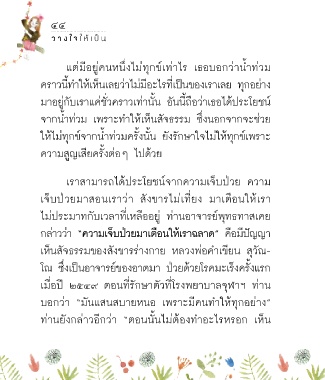 ๔๔
วางใจให้เป็น
แต่มีอยู่คนหนึ่งไม่ทุกข์เท่าไร เธอบอกว่าน้ำท่วม
คราวนี้ทำให้เห็นเลยว่าไม่มีอะไรที่เป็นของเราเลย ทุกอย่าง
มาอยู่กับเราแค่ชั่วคราวเท่านั้น อันนี้ถือว่าเธอได้ประโยชน์
จากน้ำท่วม เพราะทำให้เห็นสัจธรรม ซึ่งนอกจากจะช่วย
ให้ไม่ทุกข์จากน้ำท่วมครั้งนั้น ยังรักษาใจไม่ให้ทุกข์เพราะ
ความสูญเสียครั้งต่อๆ ไปด้วย
เราสามารถได้ประโยชน์จากความเจ็บป่วย ความ
เจ็บป่วยมาสอนเราว่า สังขารไม่เที่ยง มาเตือนให้เรา
ไม่ประมาทกับเวลาที่เหลืออยู่ ท่านอาจารย์พุทธทาสเคย
กล่าวว่า “ความเจ็บป่วยมาเตือนให้เราฉลาด” คือมีปัญญา
เห็นสัจธรรมของสังขารร่างกาย หลวงพ่อคำเขียน สุวัณ-
โณ ซึ่งเป็นอาจารย์ของอาตมา ป่วยด้วยโรคมะเร็งครั้งแรก
เมื่อปี ๒๕๔๙ ตอนที่รักษาตัวที่โรงพยาบาลจุฬาฯ ท่าน
บอกว่า “มันแสนสบายหนอ เพราะมีคนทำให้ทุกอย่าง”
ท่านยังกล่าวอีกว่า “ตอนนั้นไม่ต้องทำอะไรหรอก เห็น